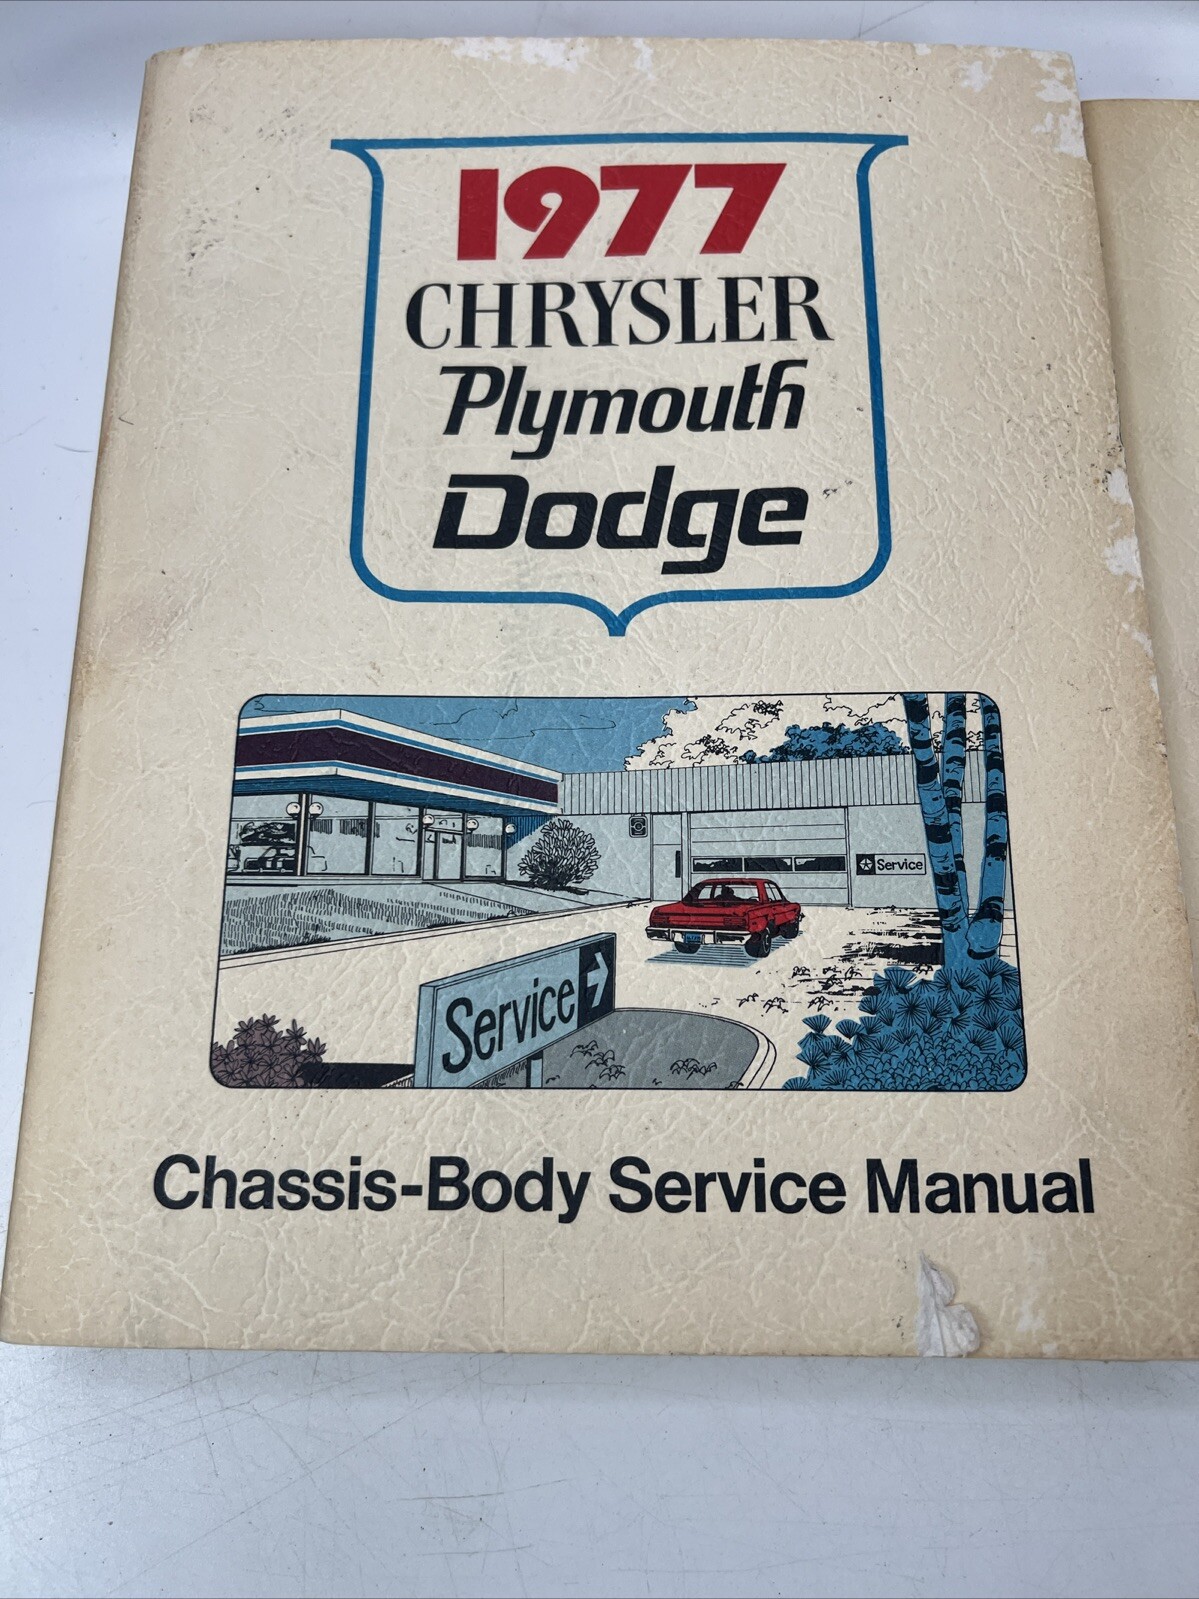 1977
CHRYSLER
Plymouth
Dodge
Service
Service
Chassis-Body Service Manual